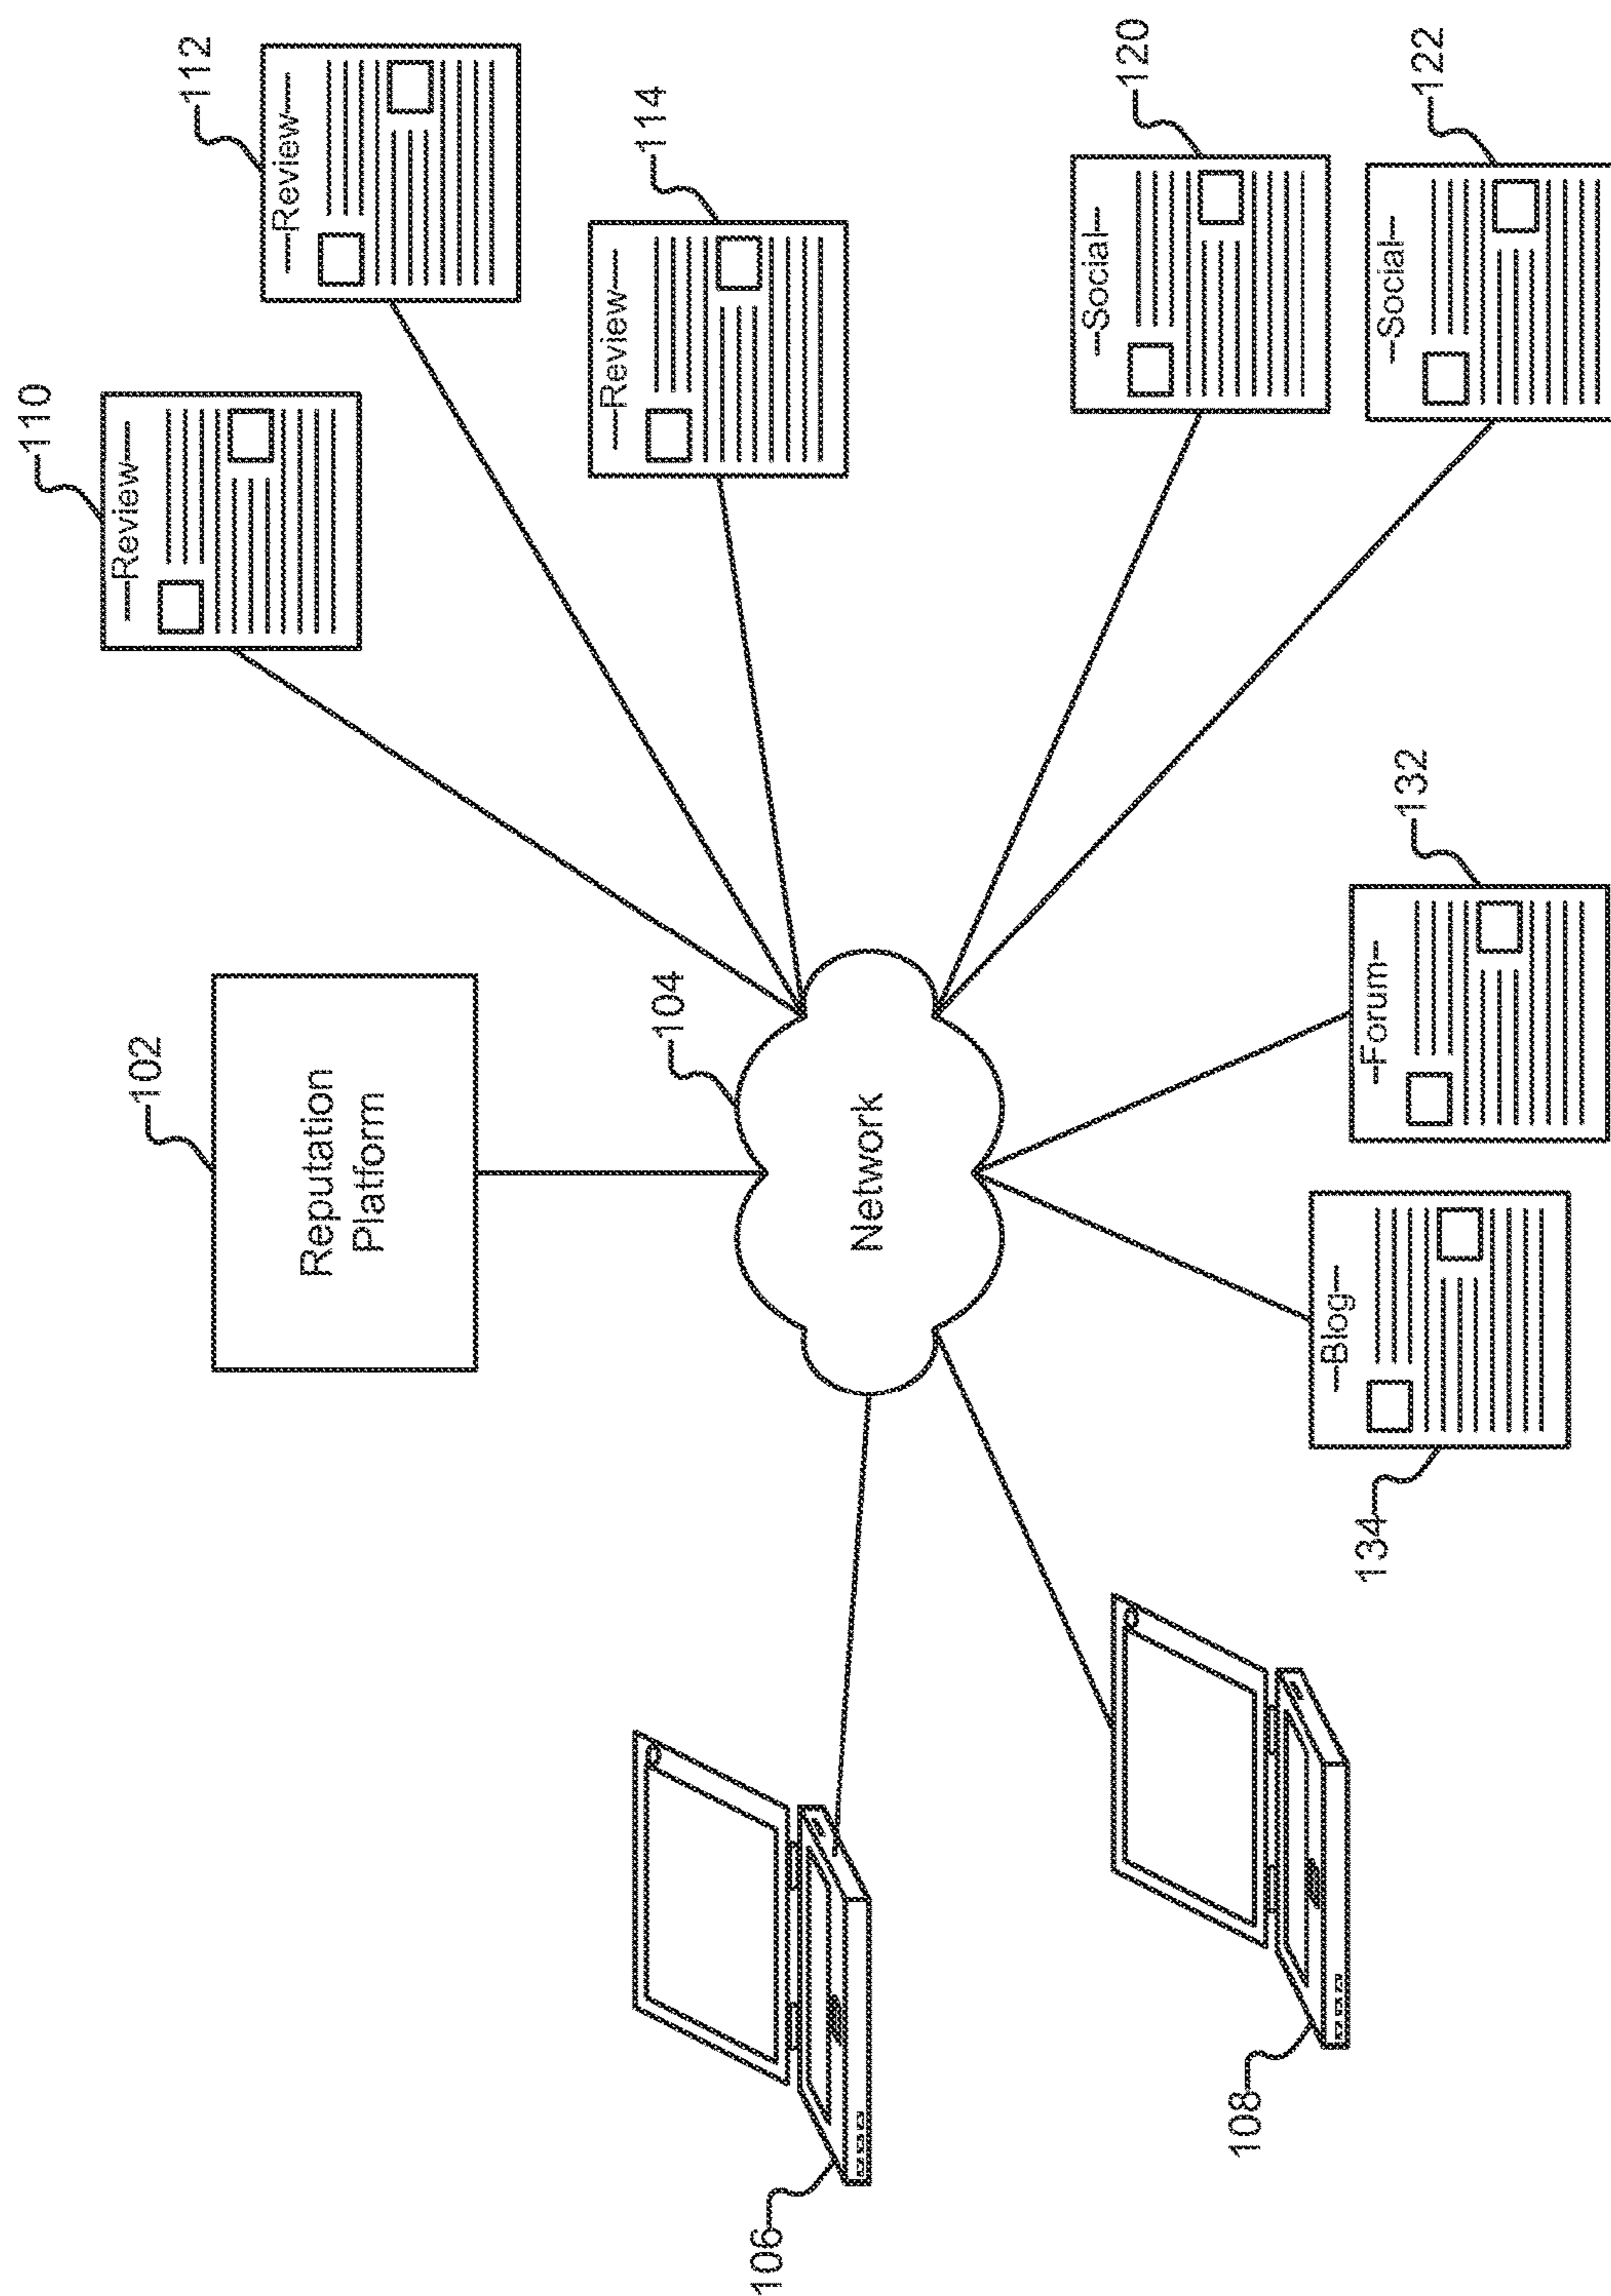 102
Reputation
Platform
110
---Review---
112
---Review---
114
---Review---
104
Network
120
---Social---
122
---Social---
132
---Forum---
134
---Blog---
106
108